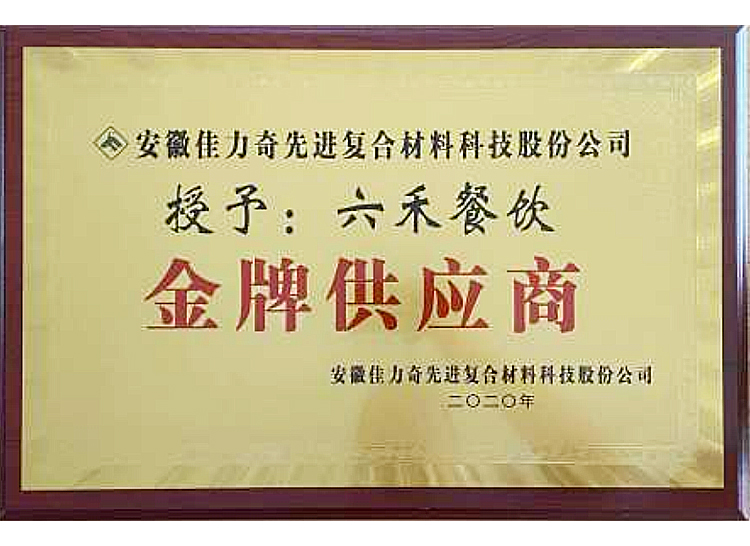 安徽佳力奇先进复合材料科技股份公司
授予：六禾餐饮
金牌供应商
安徽佳力奇先进复合材料科技股份公司
二〇二〇年